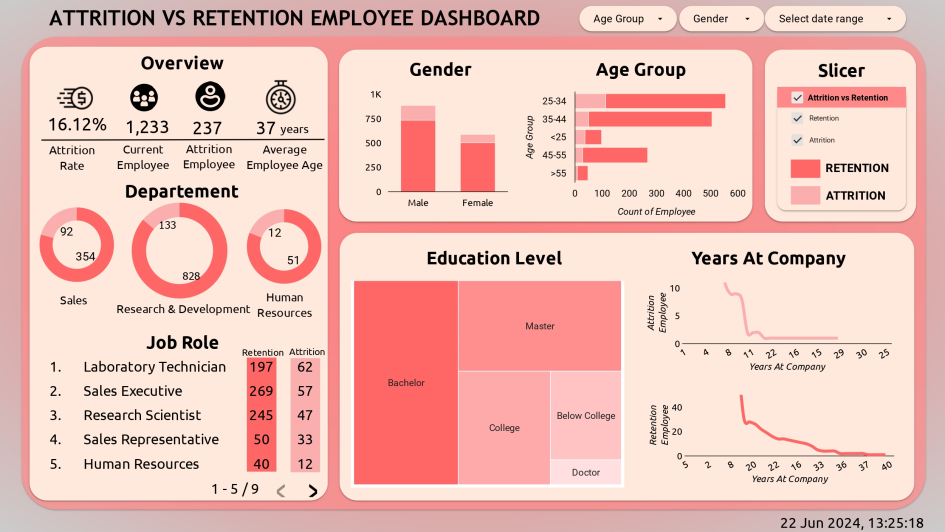 ATTRITION VS RETENTION EMPLOYEE DASHBOARD
Age Group
Gender
Select date range
Overview
16.12% 1,233 237 37 years
Attrition Rate
Current Employee
Attrition Employee
Average Employee Age
Departement
92
354
Sales
133
828
Research & Development
12
51
Human Resources
Job Role
Retention Attrition
1. Laboratory Technician 197 62
2. Sales Executive 269 57
3. Research Scientist 245 47
4. Sales Representative 50 33
5. Human Resources 40 12
1 - 5 / 9
Gender
1K
750
500
250
0
Male Female
Age Group
Age Group
25-34
35-44
<25
45-55
>55
0 100 200 300 400 500 600
Count of Employee
Slicer
Attrition vs Retention
Retention
Attrition
RETENTION
ATTRITION
Education Level
Bachelor
Master
College
Below College
Doctor
Years At Company
Attrition Employee
10
5
0
1 4 8 11 22 16 15 29 30 25
Years At Company
Retention Employee
40
20
0
5 2 8 20 22 16 33 36 37 40
Years At Company
22 Jun 2024, 13:25:18